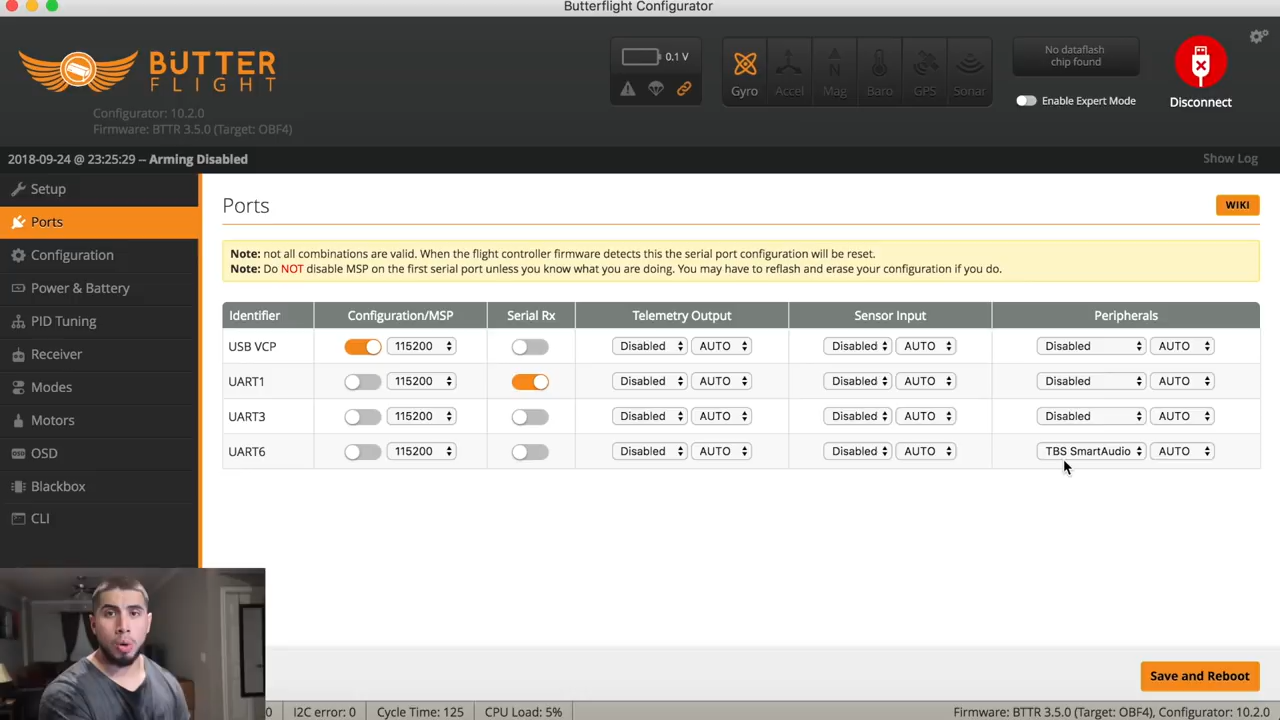 Butterflight Configurator
BUTTER
FLIGHT
Configurator: 10.2.0
Firmware: BTTR 3.5.0 (Target: OBF4)
0.1 V
Gyro Accel Mag Baro GPS Sonar
No dataflash
chip found
Enable Expert Mode
Disconnect
2018-09-24 @ 23:25:29 -- Arming Disabled
Show Log
Setup
Ports
Configuration
Power & Battery
PID Tuning
Receiver
Modes
Motors
OSD
Blackbox
CLI
Ports
WIKI
Note: not all combinations are valid. When the flight controller firmware detects this the serial port configuration will be reset.
Note: Do NOT disable MSP on the first serial port unless you know what you are doing. You may have to reflash and erase your configuration if you do.
Identifier Configuration/MSP Serial Rx Telemetry Output Sensor Input Peripherals
USB VCP 115200 Disabled AUTO Disabled AUTO Disabled AUTO
UART1 115200 Disabled AUTO Disabled AUTO Disabled AUTO
UART3 115200 Disabled AUTO Disabled AUTO Disabled AUTO
UART6 115200 Disabled AUTO Disabled AUTO TBS SmartAudio AUTO
Save and Reboot
0 I2C error: 0 Cycle Time: 125 CPU Load: 5% Firmware: BTTR 3.5.0 (Target: OBF4), Configurator: 10.2.0